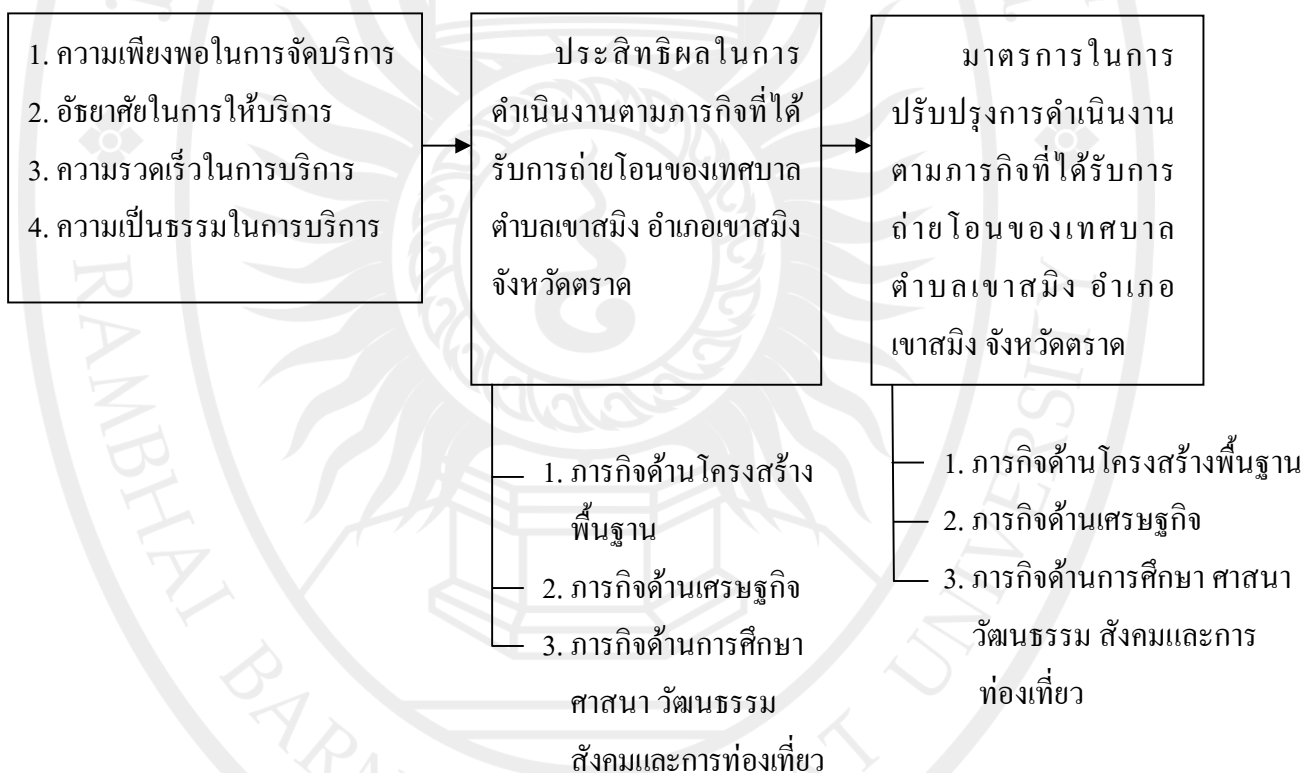 1. ความเพียงพอในการจัดบริการ
2. อัธยาศัยในการให้บริการ
3. ความรวดเร็วในการบริการ
4. ความเป็นธรรมในการบริการ
ประสิทธิผลในการ
ดำเนินงานตามภารกิจที่ได้
รับการถ่ายโอนของเทศบาล
ตำบลเขาสมิง อำเภอเขาสมิง
จังหวัดตราด
มาตรการในการ
ปรับปรุงการดำเนินงาน
ตามภารกิจที่ได้รับการ
ถ่ายโอนของเทศบาล
ตำบลเขาสมิง อำเภอ
เขาสมิง จังหวัดตราด
1. ภารกิจด้านโครงสร้าง
พื้นฐาน
2. ภารกิจด้านเศรษฐกิจ
3. ภารกิจด้านการศึกษา
ศาสนา วัฒนธรรม
สังคมและการท่องเที่ยว
1. ภารกิจด้านโครงสร้างพื้นฐาน
2. ภารกิจด้านเศรษฐกิจ
3. ภารกิจด้านการศึกษา ศาสนา
วัฒนธรรม สังคมและการ
ท่องเที่ยว
RAMBHAI